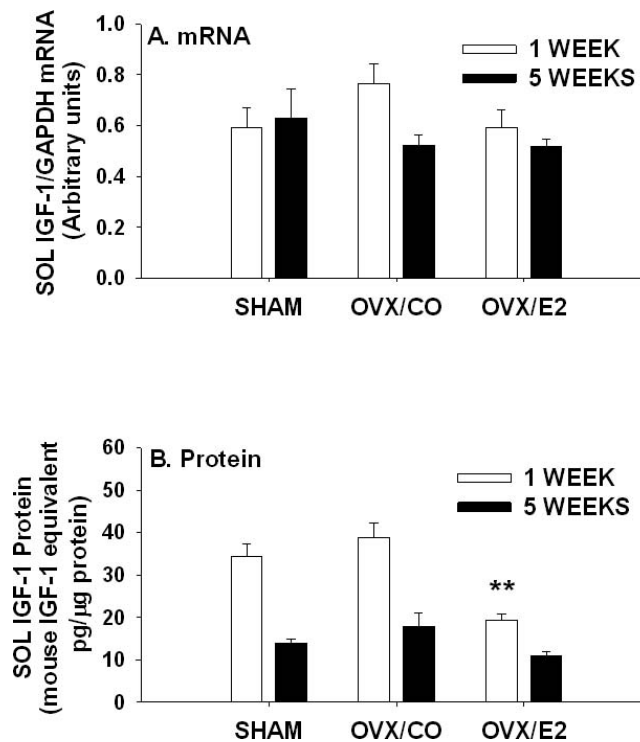 A. mRNA
1 WEEK
5 WEEKS
SOL IGF-1/GAPDH mRNA
(Arbitrary units)
1.0
0.8
0.6
0.4
0.2
0.0
SHAM
OVX/CO
OVX/E2
B. Protein
1 WEEK
5 WEEKS
SOL IGF-1 Protein
(mouse IGF-1 equivalent
pg/µg protein)
60
50
40
30
20
10
0
**
SHAM
OVX/CO
OVX/E2